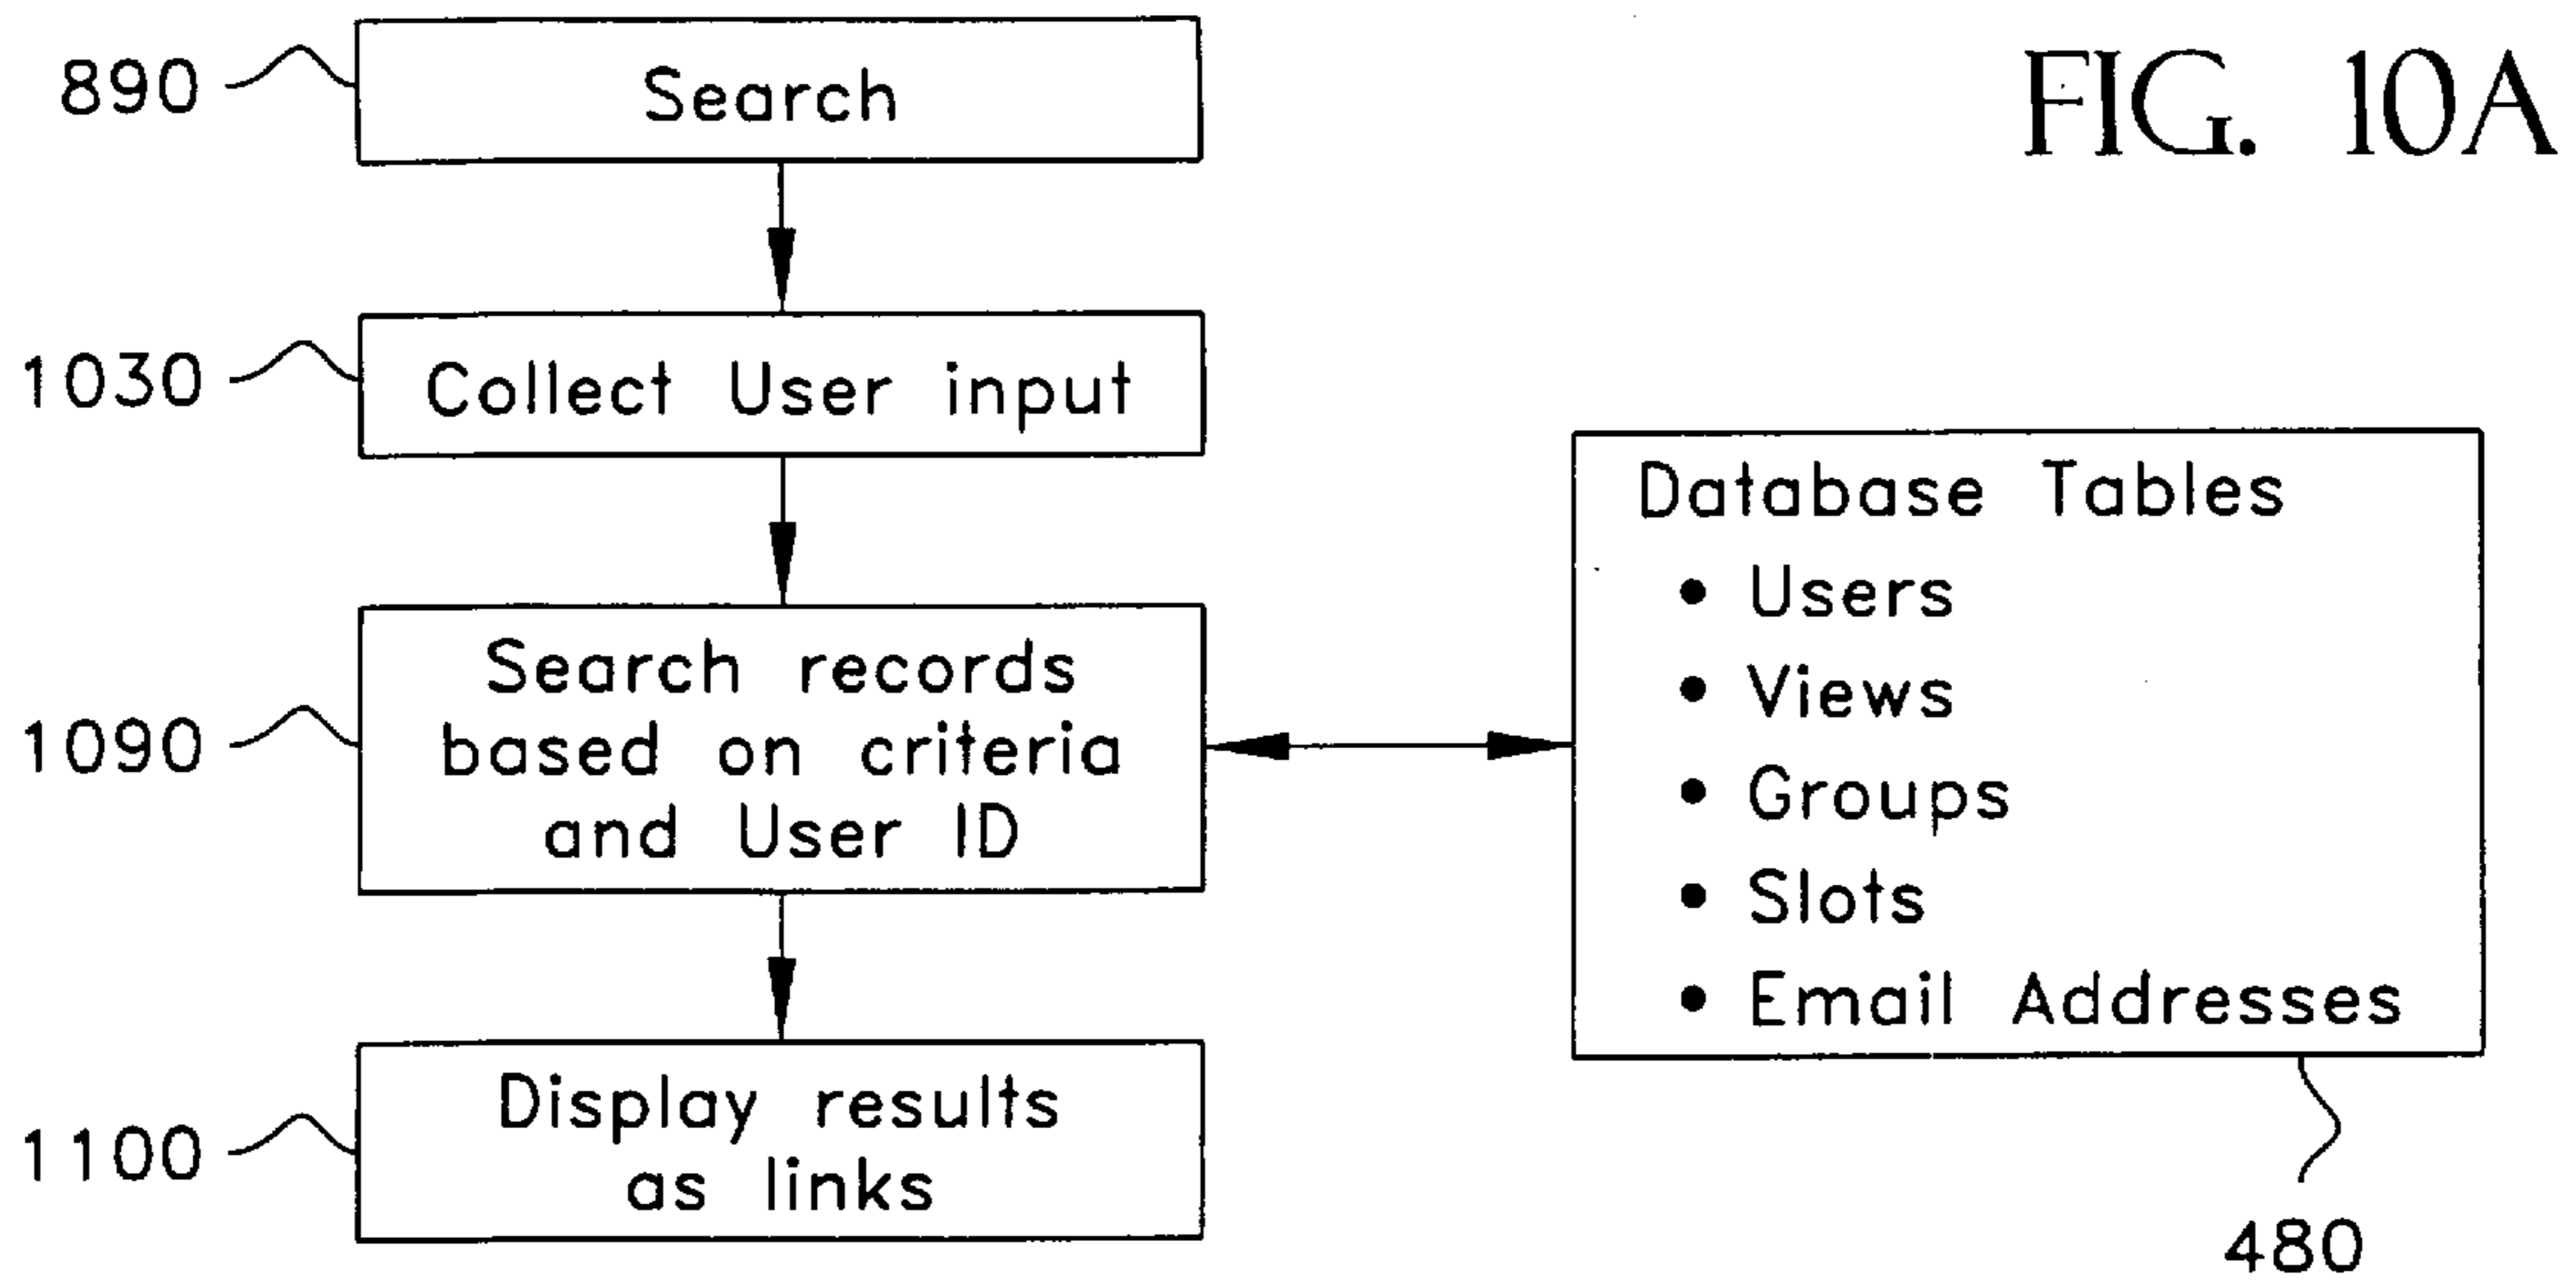 FIG. 10A
890
Search
1030
Collect User input
1090
Search records
based on criteria
and User ID
1100
Display results
as links
Database Tables
• Users
• Views
• Groups
• Slots
• Email Addresses
480